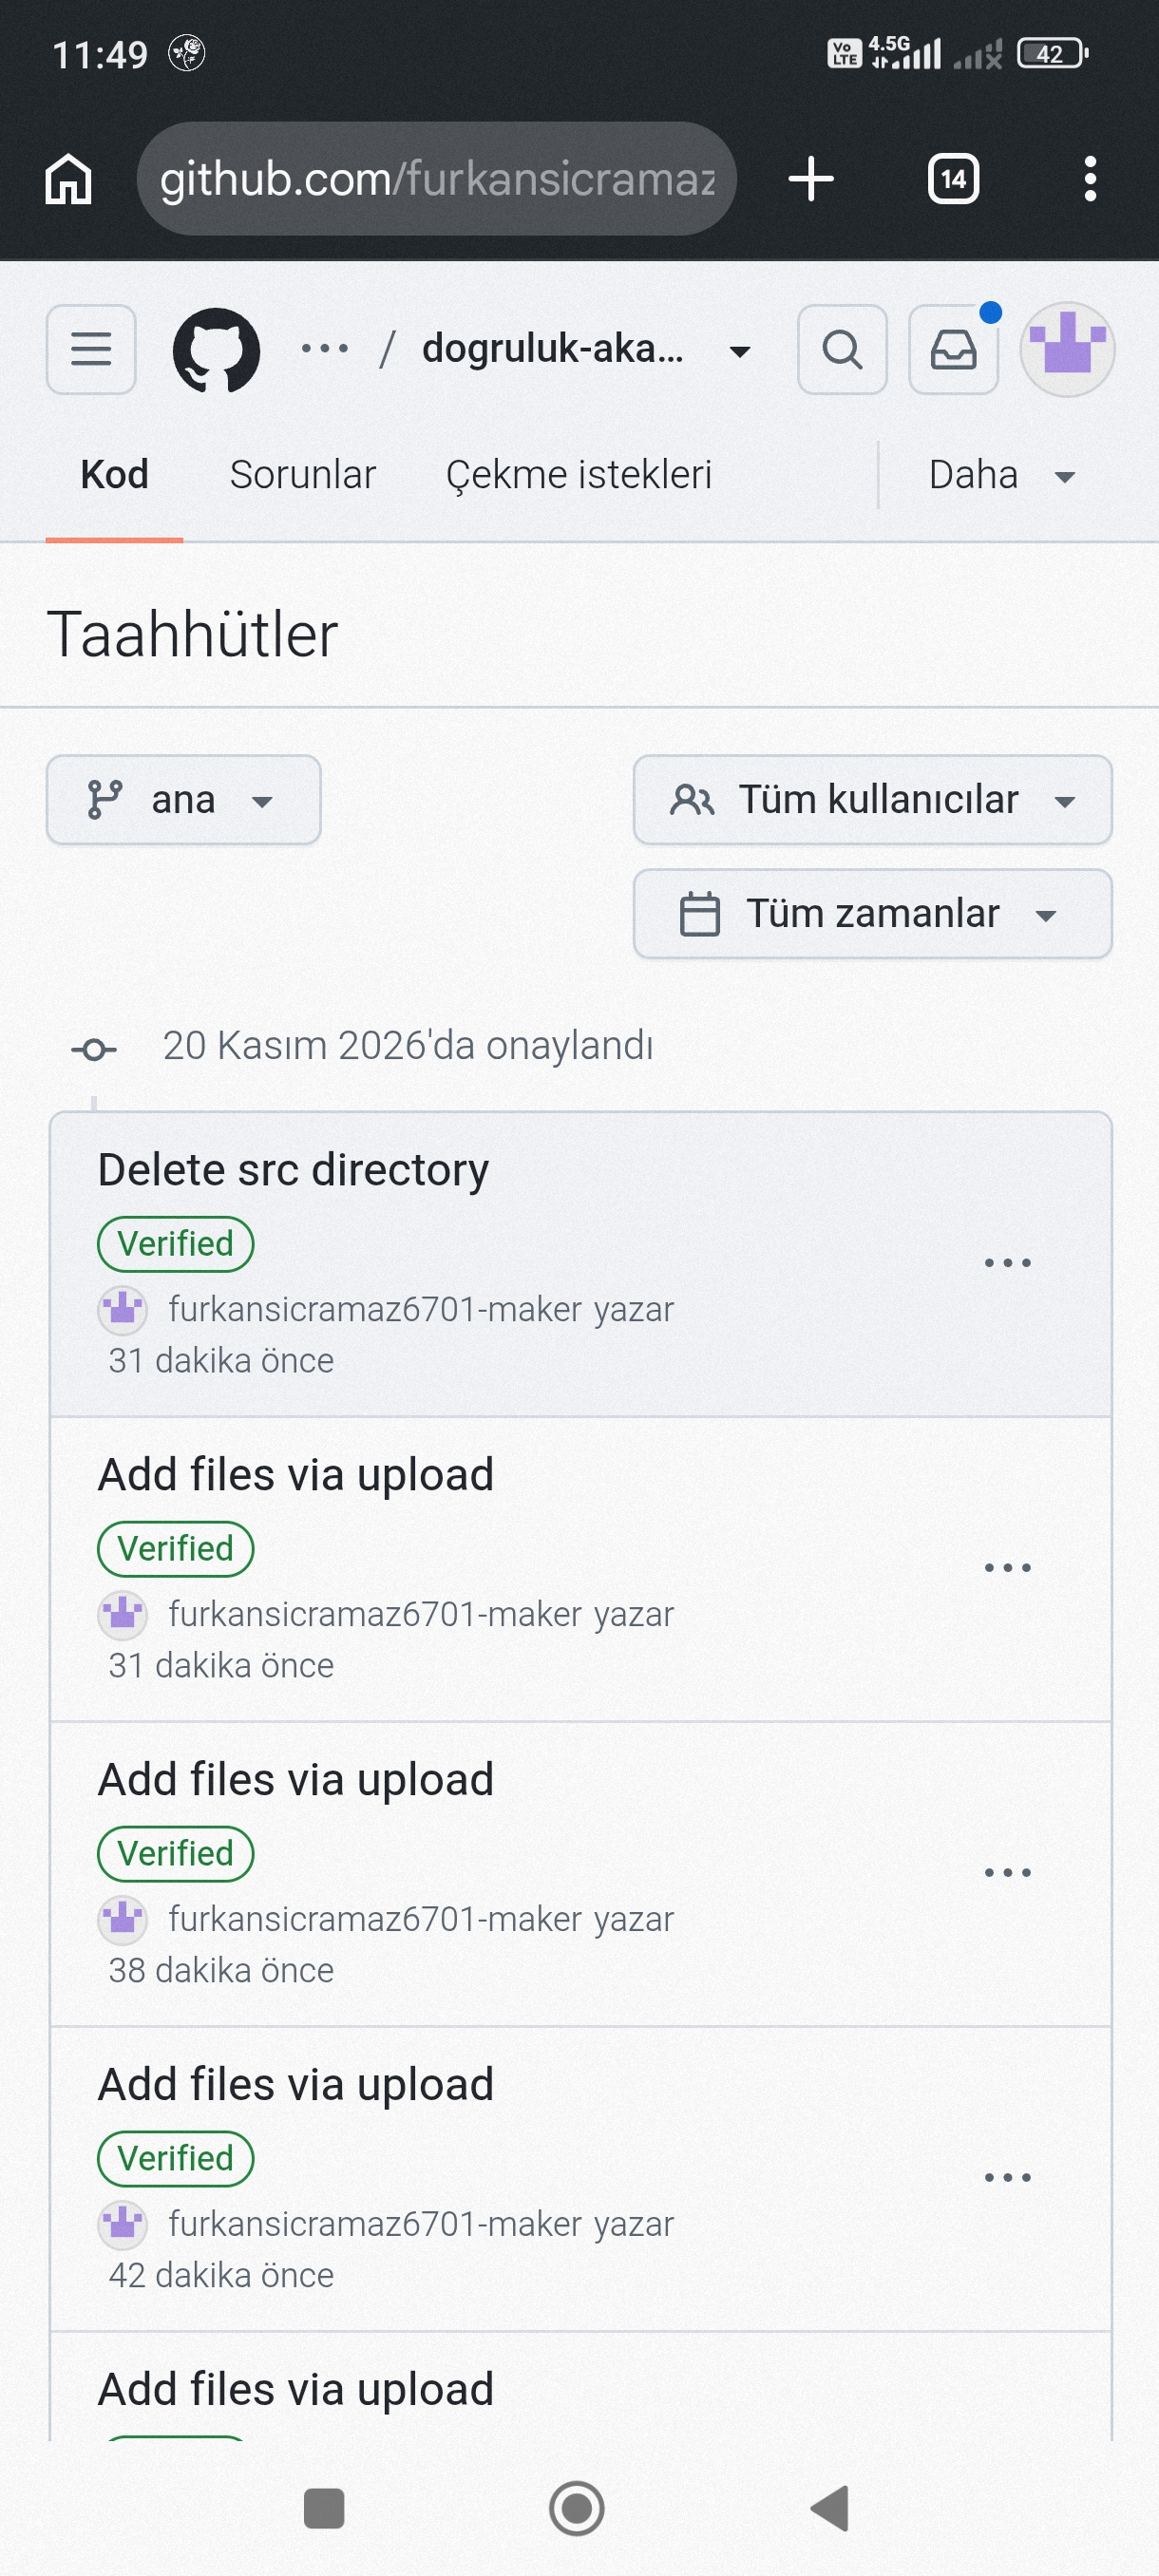 11:49
Vo LTE 4.5G 42
github.com/furkansicramaz
14
... / dogruluk-aka...
Kod Sorunlar Çekme istekleri Daha
Taahhütler
ana
Tüm kullanıcılar
Tüm zamanlar
20 Kasım 2026'da onaylandı
Delete src directory
Verified
furkansicramaz6701-maker yazar
31 dakika önce
Add files via upload
Verified
furkansicramaz6701-maker yazar
31 dakika önce
Add files via upload
Verified
furkansicramaz6701-maker yazar
38 dakika önce
Add files via upload
Verified
furkansicramaz6701-maker yazar
42 dakika önce
Add files via upload